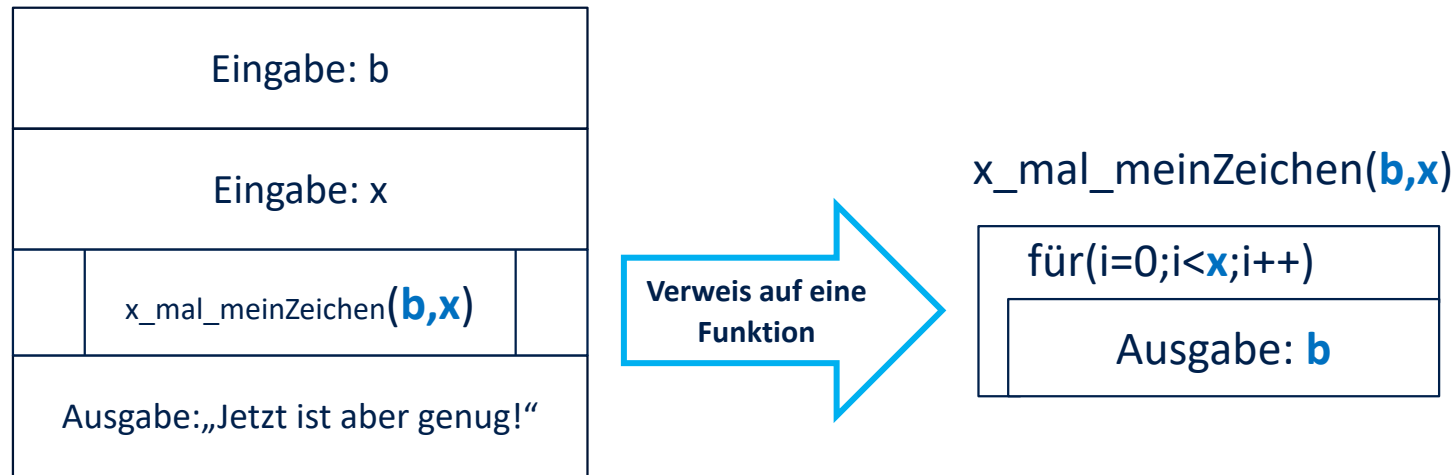 Eingabe: b
Eingabe: x
x_mal_meinZeichen(b,x)
Ausgabe:„Jetzt ist aber genug!“
Verweis auf eine
Funktion
x_mal_meinZeichen(b,x)
für(i=0;i<x;i++)
Ausgabe: b